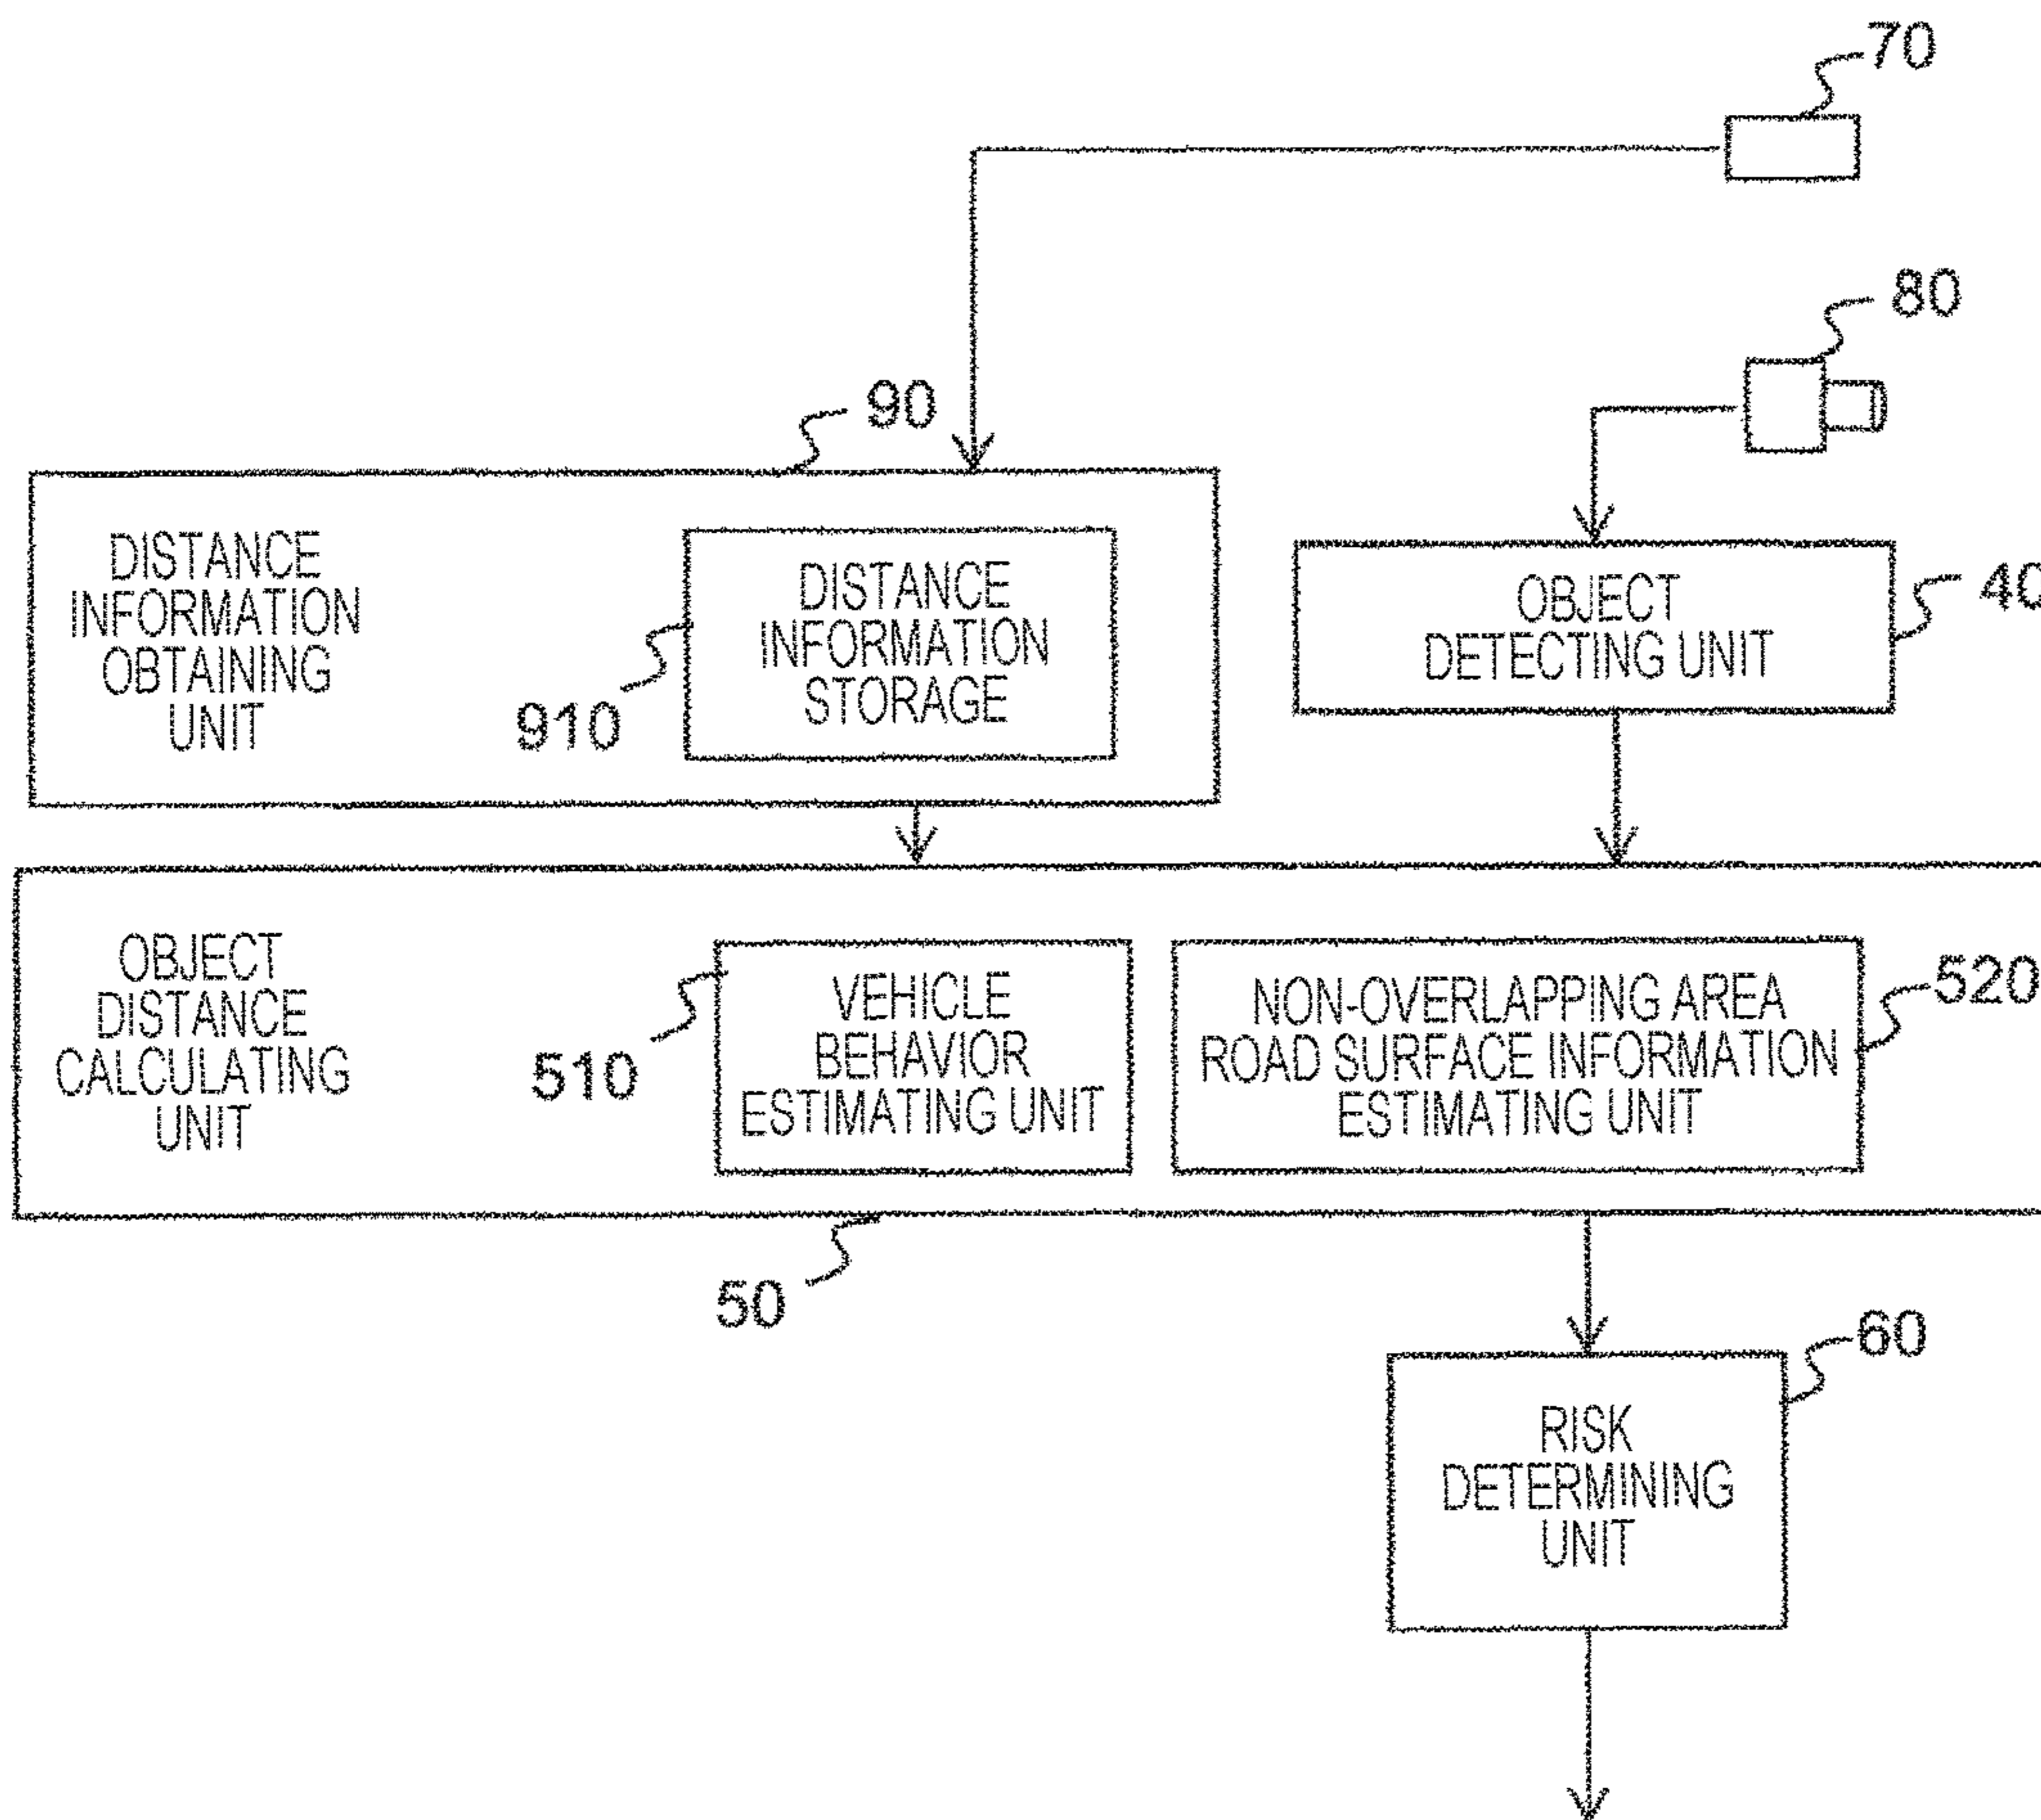 70
80
90
DISTANCE
INFORMATION
OBTAINING
UNIT
910
DISTANCE
INFORMATION
STORAGE
OBJECT
DETECTING UNIT
40
OBJECT
DISTANCE
CALCULATING
UNIT
510
VEHICLE
BEHAVIOR
ESTIMATING UNIT
NON-OVERLAPPING AREA
ROAD SURFACE INFORMATION
ESTIMATING UNIT
520
50
60
RISK
DETERMINING
UNIT